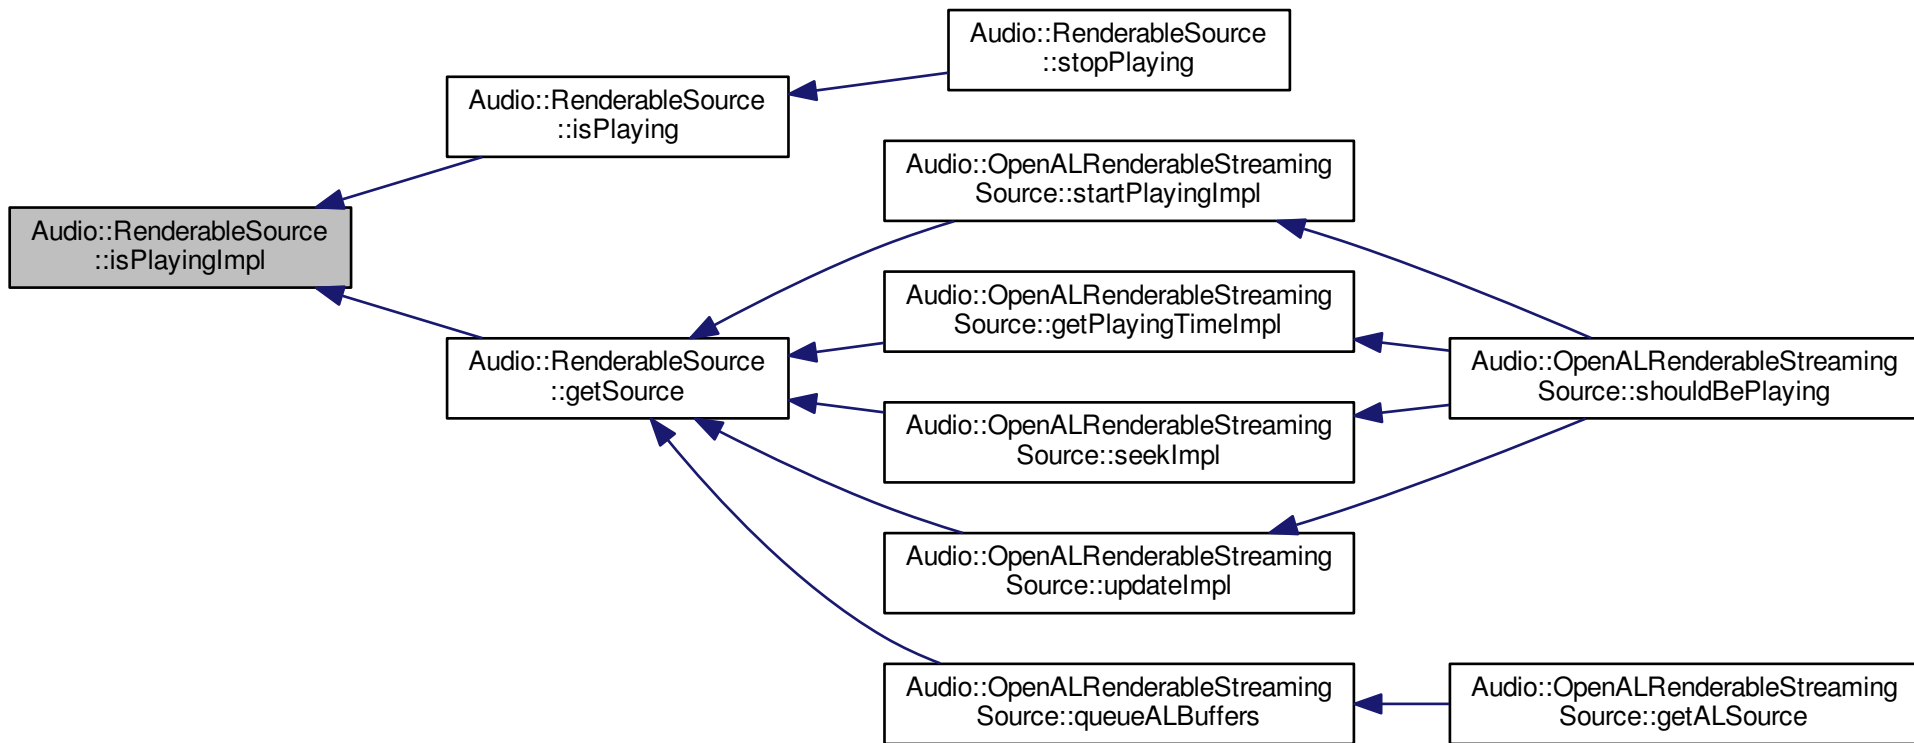 Audio::RenderableSource
::isPlayingImpl
Audio::RenderableSource
::isPlaying
Audio::RenderableSource
::stopPlaying
Audio::RenderableSource
::getSource
Audio::OpenALRenderableStreaming
Source::startPlayingImpl
Audio::OpenALRenderableStreaming
Source::getPlayingTimeImpl
Audio::OpenALRenderableStreaming
Source::seekImpl
Audio::OpenALRenderableStreaming
Source::updateImpl
Audio::OpenALRenderableStreaming
Source::queueALBuffers
Audio::OpenALRenderableStreaming
Source::shouldBePlaying
Audio::OpenALRenderableStreaming
Source::getALSource